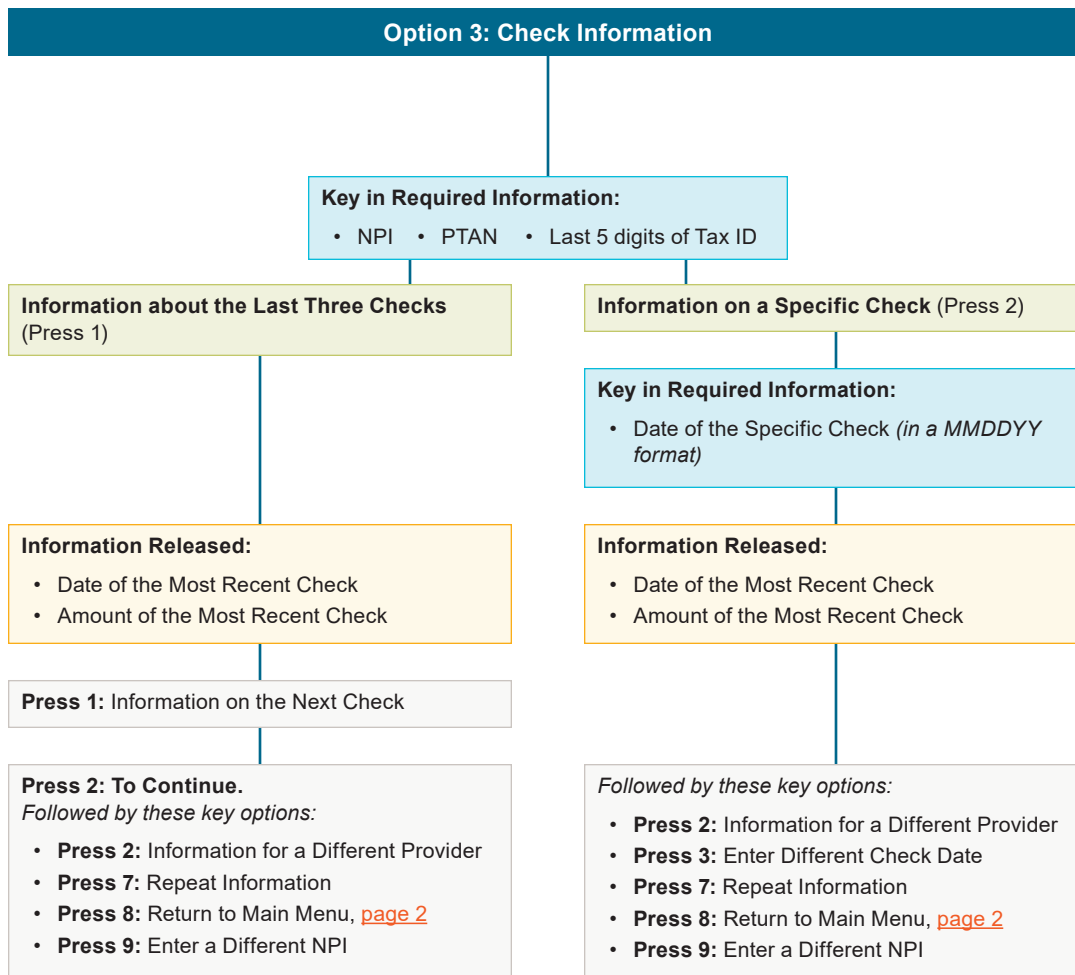 Option 3: Check Information
Key in Required Information:
• NPI • PTAN • Last 5 digits of Tax ID
Information about the Last Three Checks
(Press 1)
Information Released:
• Date of the Most Recent Check
• Amount of the Most Recent Check
Press 1: Information on the Next Check
Press 2: To Continue.
Followed by these key options:
• Press 2: Information for a Different Provider
• Press 7: Repeat Information
• Press 8: Return to Main Menu, page 2
• Press 9: Enter a Different NPI
Information on a Specific Check (Press 2)
Key in Required Information:
• Date of the Specific Check (in a MMDDYY
format)
Information Released:
• Date of the Most Recent Check
• Amount of the Most Recent Check
Followed by these key options:
• Press 2: Information for a Different Provider
• Press 3: Enter Different Check Date
• Press 7: Repeat Information
• Press 8: Return to Main Menu, page 2
• Press 9: Enter a Different NPI